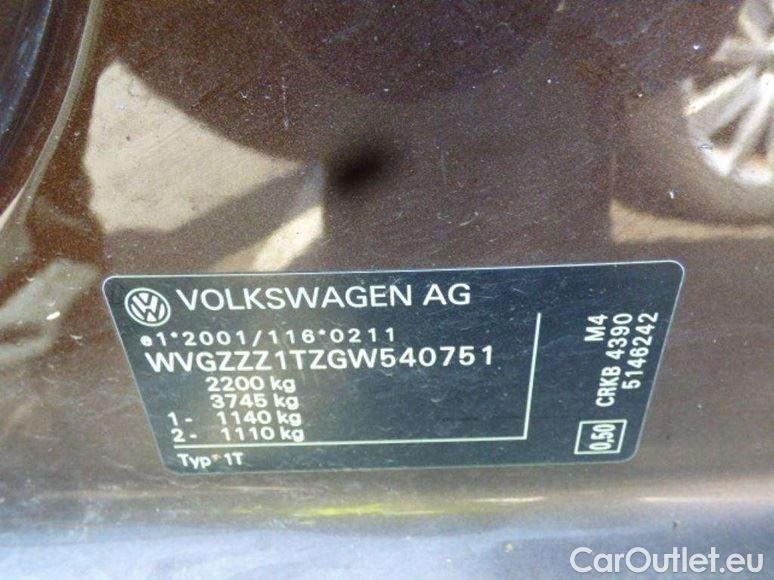 VOLKSWAGEN AG
e1*2001/116*0211
WVGZZZ1TZGW540751
2200 kg
3745 kg
1- 1140 kg
2- 1110 kg
Typ* 1T
M4
CRKB 4390
5146242
0,50
CarOutlet.eu